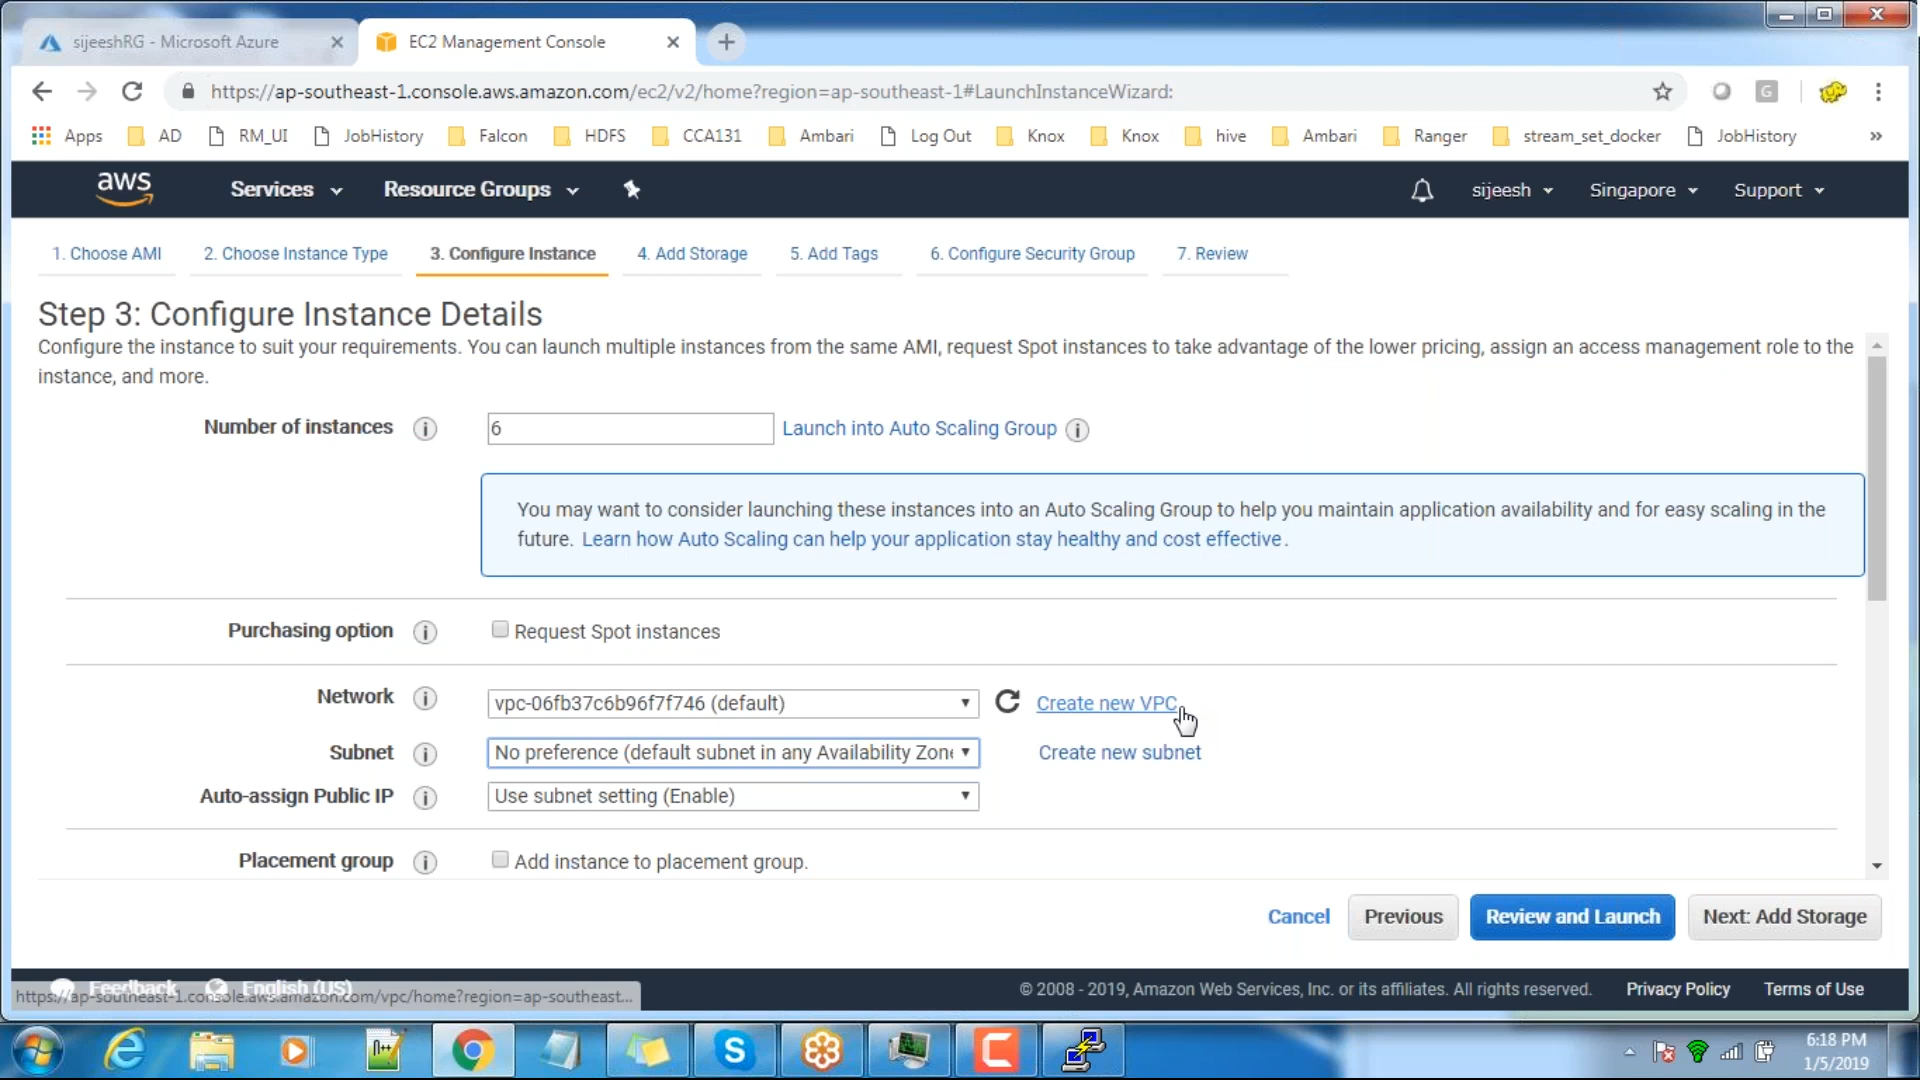 sijeeshRG - Microsoft Azure
EC2 Management Console
https://ap-southeast-1.console.aws.amazon.com/ec2/v2/home?region=ap-southeast-1#LaunchInstanceWizard:
G
Apps AD RM_UI JobHistory Falcon HDFS CCA131 Ambari Log Out Knox Knox hive Ambari Ranger stream_set_docker JobHistory »
aws Services Resource Groups sijeesh Singapore Support
1. Choose AMI 2. Choose Instance Type 3. Configure Instance 4. Add Storage 5. Add Tags 6. Configure Security Group 7. Review
Step 3: Configure Instance Details
Configure the instance to suit your requirements. You can launch multiple instances from the same AMI, request Spot instances to take advantage of the lower pricing, assign an access management role to the
instance, and more.
Number of instances i 6 Launch into Auto Scaling Group i
You may want to consider launching these instances into an Auto Scaling Group to help you maintain application availability and for easy scaling in the
future. Learn how Auto Scaling can help your application stay healthy and cost effective.
Purchasing option i Request Spot instances
Network i vpc-06fb37c6b96f7f746 (default) Create new VPC
Subnet i No preference (default subnet in any Availability Zone Create new subnet
Auto-assign Public IP i Use subnet setting (Enable)
Placement group i Add instance to placement group.
Cancel Previous Review and Launch Next: Add Storage
Feedback English (US)
https://ap-southeast-1.console.aws.amazon.com/vpc/home?region=ap-southeast...
© 2008 - 2019, Amazon Web Services, Inc. or its affiliates. All rights reserved. Privacy Policy Terms of Use
6:18 PM
1/5/2019